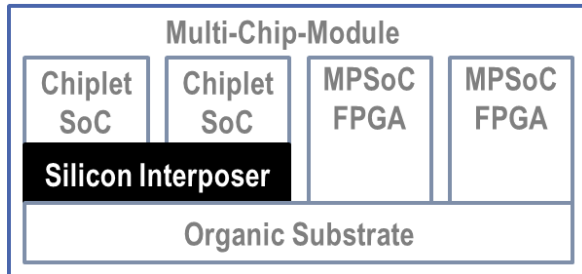 Multi-Chip-Module
Chiplet SoC
Chiplet SoC
MPSoC FPGA
MPSoC FPGA
Silicon Interposer
Organic Substrate